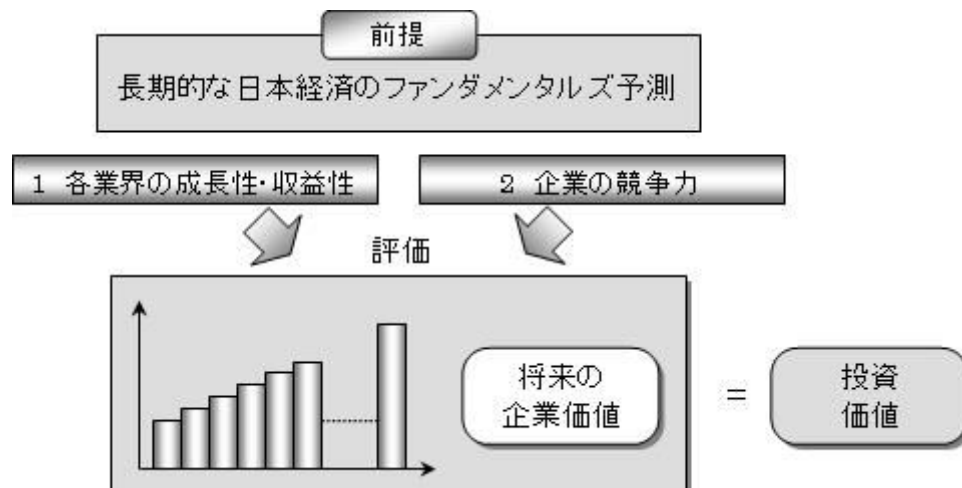 前提
長期的な日本経済のファンダメンタルズ予測
1 各業界の成長性・収益性
2 企業の競争力
評価
将来の
企業価値
=
投資
価値